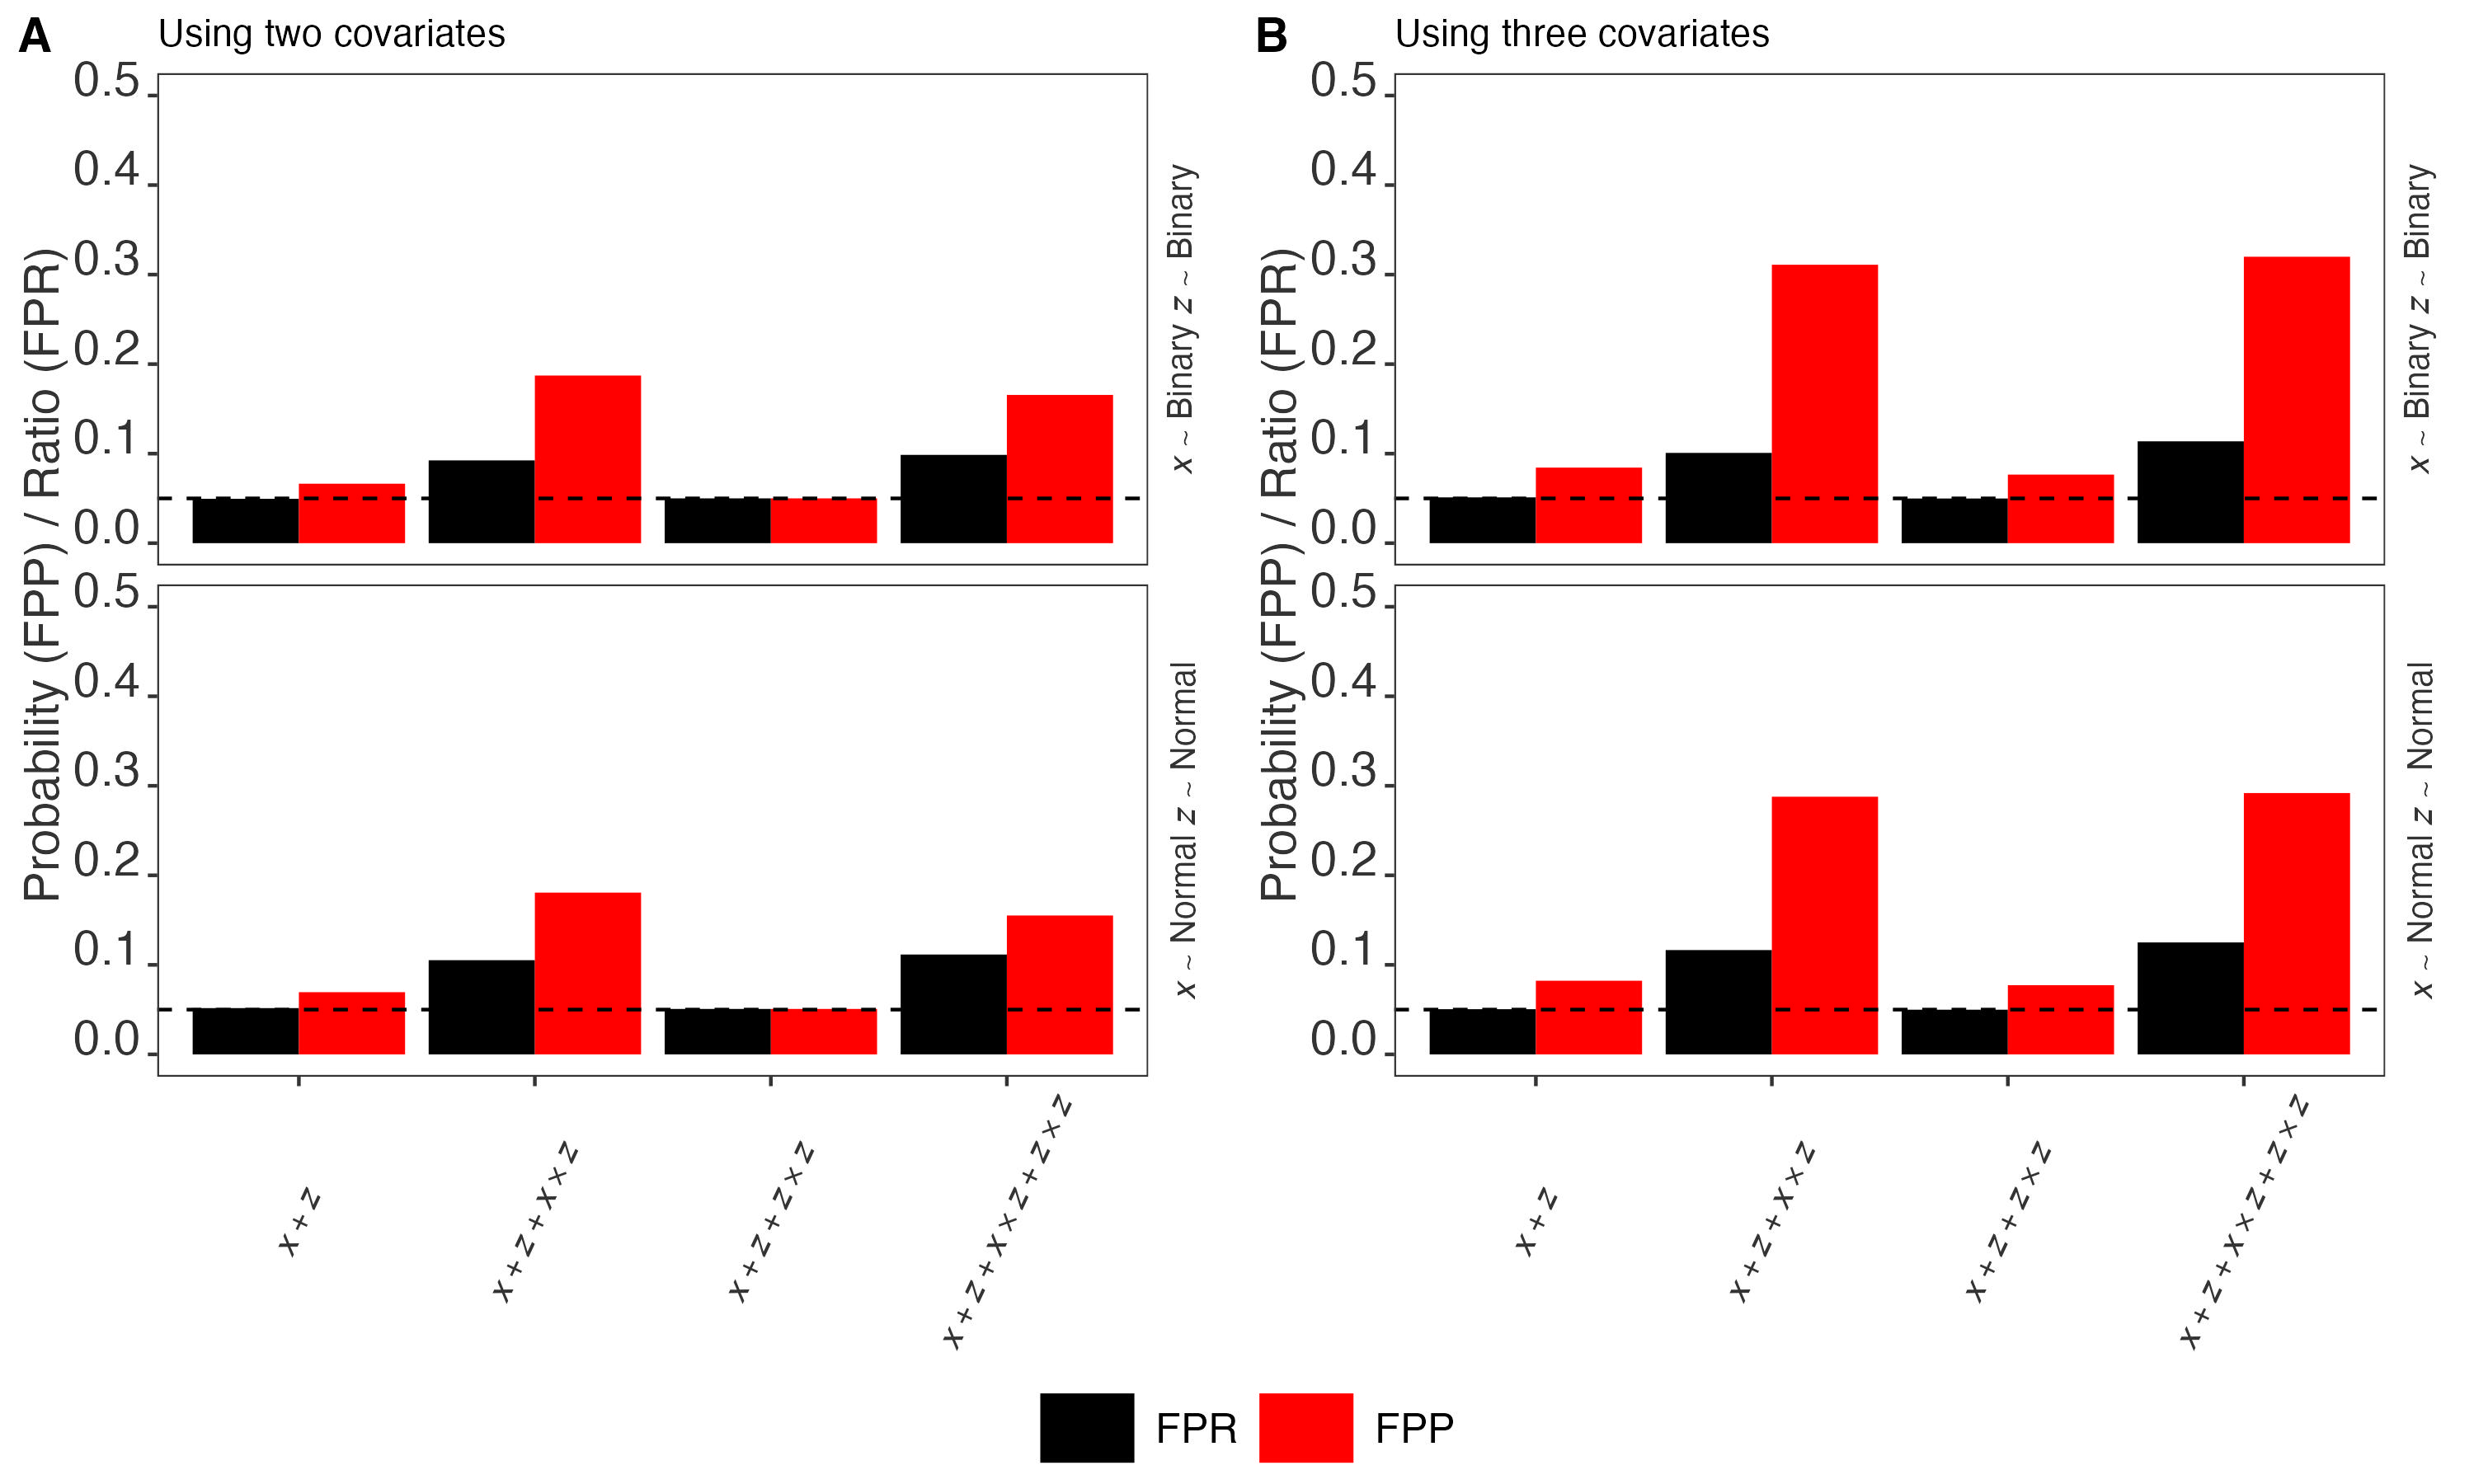 A
Using two covariates
B
Using three covariates
Probability (FPP) / Ratio (FPR)
0.5
0.4
0.3
0.2
0.1
0.0
x ~ Binary z ~ Binary
0.5
0.4
0.3
0.2
0.1
0.0
x ~ Normal z ~ Normal
x + z
x + z + x × z
x + z + z × z
x + z + x × z + z × z
Probability (FPP) / Ratio (FPR)
0.5
0.4
0.3
0.2
0.1
0.0
x ~ Binary z ~ Binary
0.5
0.4
0.3
0.2
0.1
0.0
x ~ Normal z ~ Normal
x + z
x + z + x × z
x + z + z × z
x + z + x × z + z × z
FPR
FPP